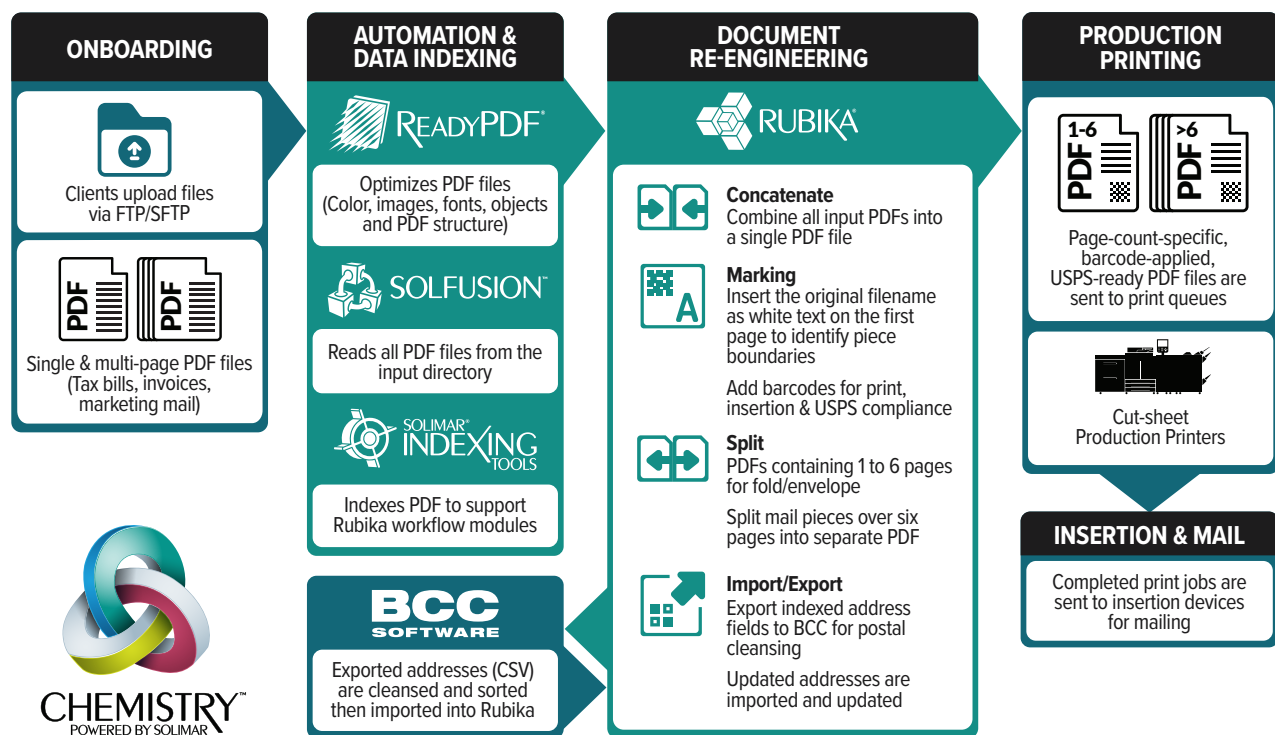 ONBOARDING
Clients upload files
via FTP/SFTP
PDF
PDF
Single & multi-page PDF files
(Tax bills, invoices,
marketing mail)
CHEMISTRY™
POWERED BY SOLIMAR
AUTOMATION &
DATA INDEXING
READYPDF®
Optimizes PDF files
(Color, images, fonts, objects
and PDF structure)
SOLFUSION™
Reads all PDF files from the
input directory
SOLIMAR®
INDEXING
TOOLS
Indexes PDF to support
Rubika workflow modules
BCC
SOFTWARE
Exported addresses (CSV)
are cleansed and sorted
then imported into Rubika
DOCUMENT
RE-ENGINEERING
RUBIKA®
Concatenate
Combine all input PDFs into
a single PDF file
A
Marking
Insert the original filename
as white text on the first
page to identify piece
boundaries
Add barcodes for print,
insertion & USPS compliance
Split
PDFs containing 1 to 6 pages
for fold/envelope
Split mail pieces over six
pages into separate PDF
Import/Export
Export indexed address
fields to BCC for postal
cleansing
Updated addresses are
imported and updated
PRODUCTION
PRINTING
1-6
PDF
>6
PDF
Page-count-specific,
barcode-applied,
USPS-ready PDF files are
sent to print queues
Cut-sheet
Production Printers
INSERTION & MAIL
Completed print jobs are
sent to insertion devices
for mailing